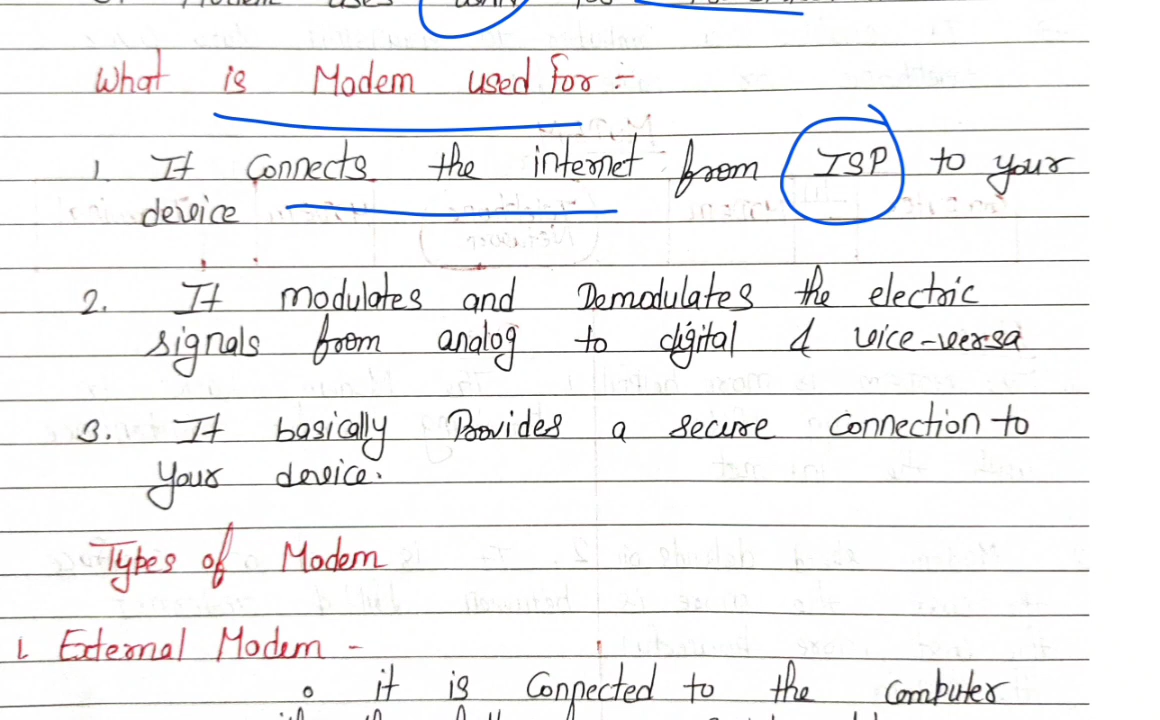 Modem uses
What is Modem used for :-
1. It Connects the internet from ISP to your
device
2. It modulates and Demodulates the electric
signals from analog to digital & vice-versa
3. It basically Provides a secure connection to
Your device.
Types of Modem
1. External Modem -
it is Connected to the Computer